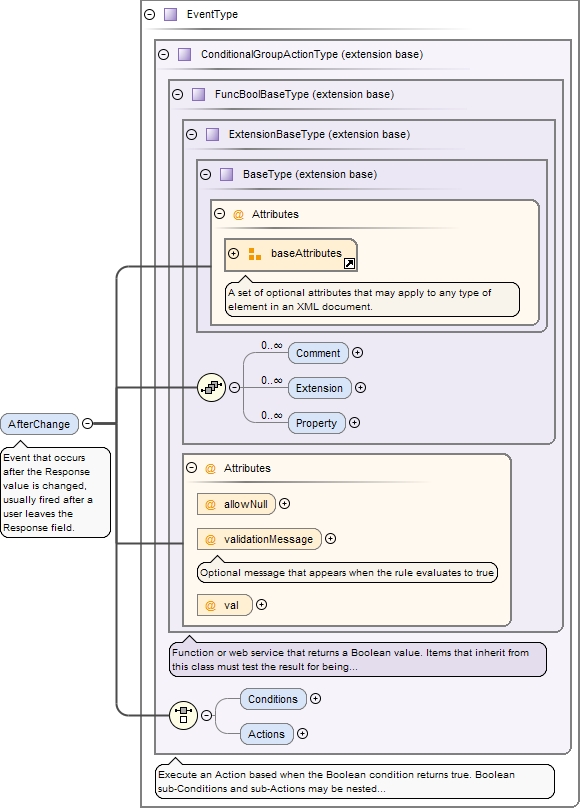 EventType
ConditionalGroupActionType (extension base)
FuncBoolBaseType (extension base)
ExtensionBaseType (extension base)
BaseType (extension base)
@ Attributes
baseAttributes
A set of optional attributes that may apply to any type of
element in an XML document.
0..∞
Comment
0..∞
Extension
0..∞
Property
AfterChange
Event that occurs
after the Response
value is changed,
usually fired after a
user leaves the
Response field.
@ Attributes
@ allowNull
@ validationMessage
Optional message that appears when the rule evaluates to true
@ val
Function or web service that returns a Boolean value. Items that inherit from
this class must test the result for being...
Conditions
Actions
Execute an Action based when the Boolean condition returns true. Boolean
sub-Conditions and sub-Actions may be nested...